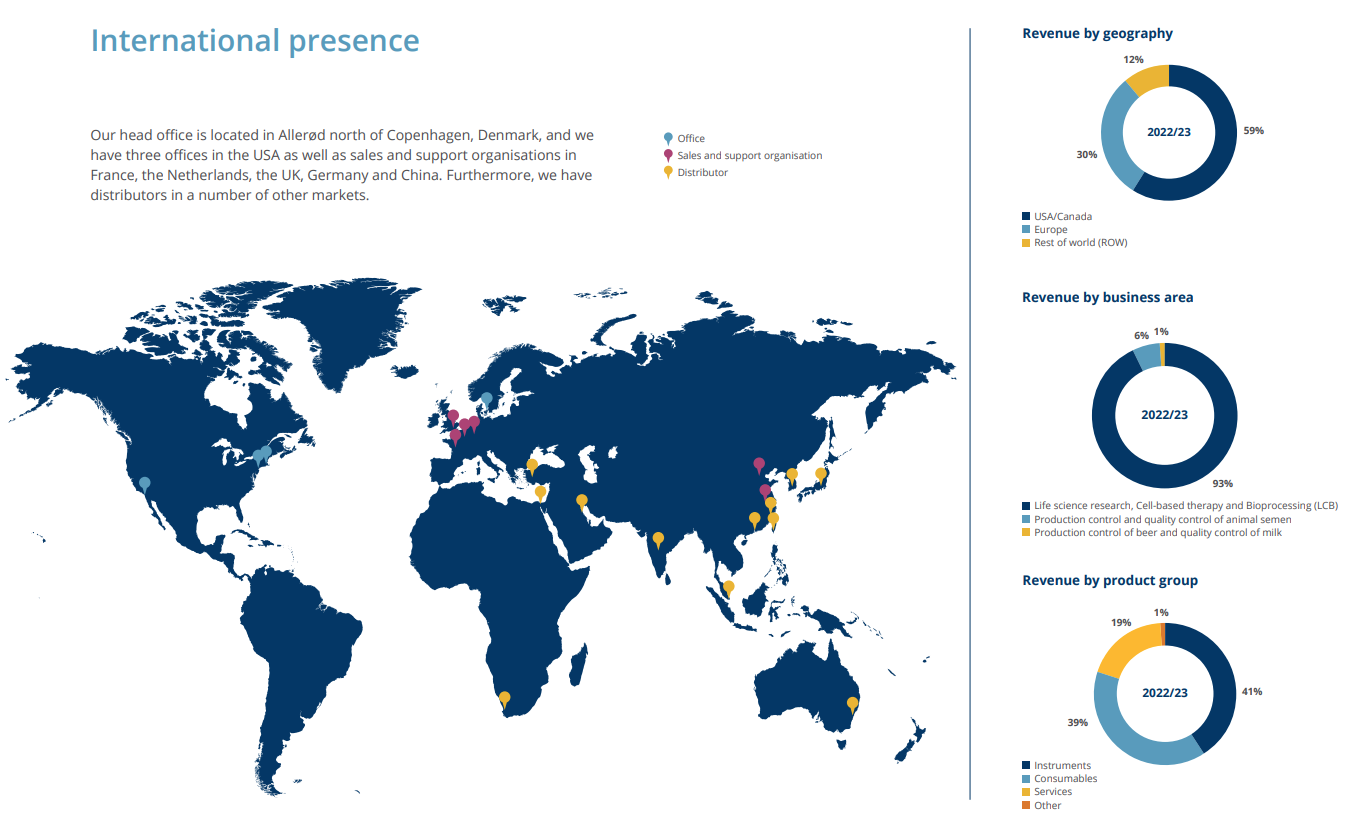 International presence
Our head office is located in Allerød north of Copenhagen, Denmark, and we
have three offices in the USA as well as sales and support organisations in
France, the Netherlands, the UK, Germany and China. Furthermore, we have
distributors in a number of other markets.
Office
Sales and support organisation
Distributor
Revenue by geography
12%
2022/23
59%
30%
USA/Canada
Europe
Rest of world (ROW)
Revenue by business area
6% 1%
2022/23
93%
Life science research, Cell-based therapy and Bioprocessing (LCB)
Production control and quality control of animal semen
Production control of beer and quality control of milk
Revenue by product group
1%
19%
2022/23
41%
39%
Instruments
Consumables
Services
Other